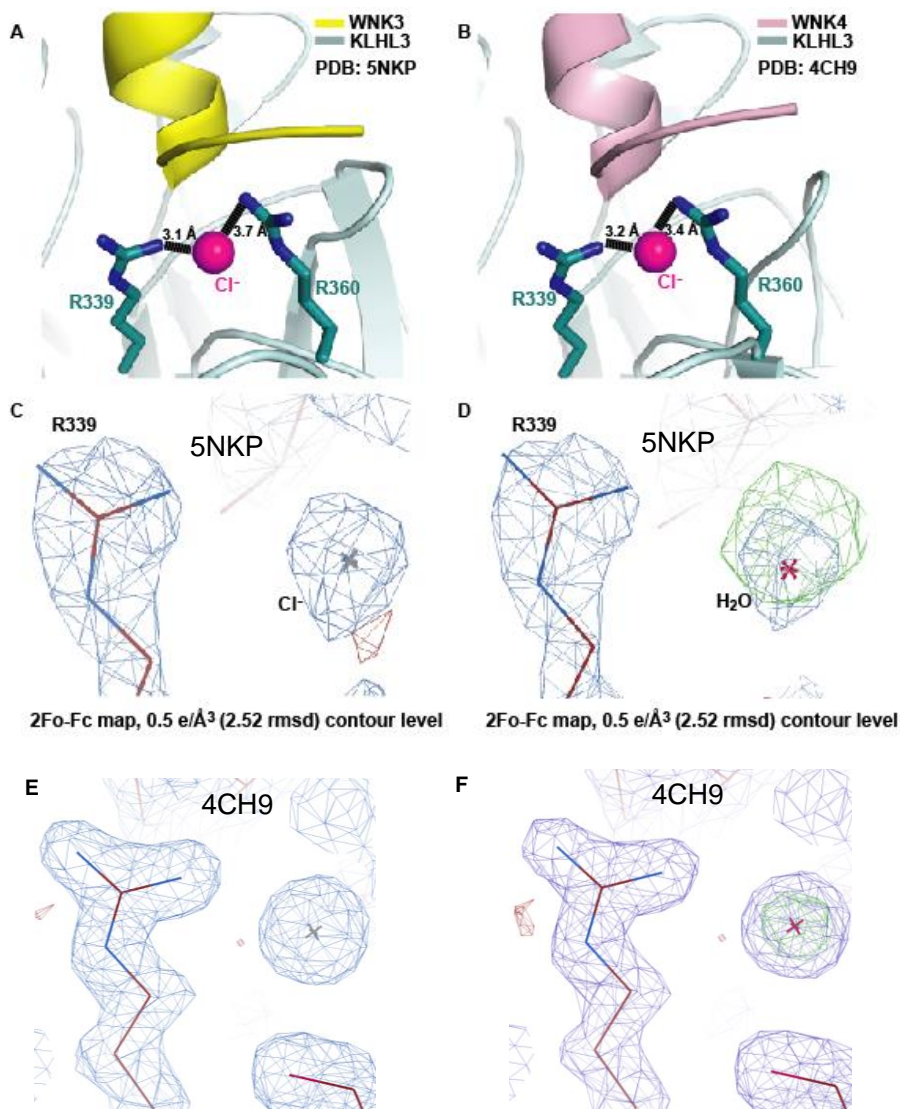 A
WNK3
KLHL3
PDB: 5NKP
3.1 Å
3.7 Å
R339
Cl-
R360
B
WNK4
KLHL3
PDB: 4CH9
3.2 Å
3.4 Å
R339
Cl-
R360
C
R339
5NKP
Cl-
2Fo-Fc map, 0.5 e/Å³ (2.52 rmsd) contour level
D
R339
5NKP
H₂O
2Fo-Fc map, 0.5 e/Å³ (2.52 rmsd) contour level
E
4CH9
F
4CH9